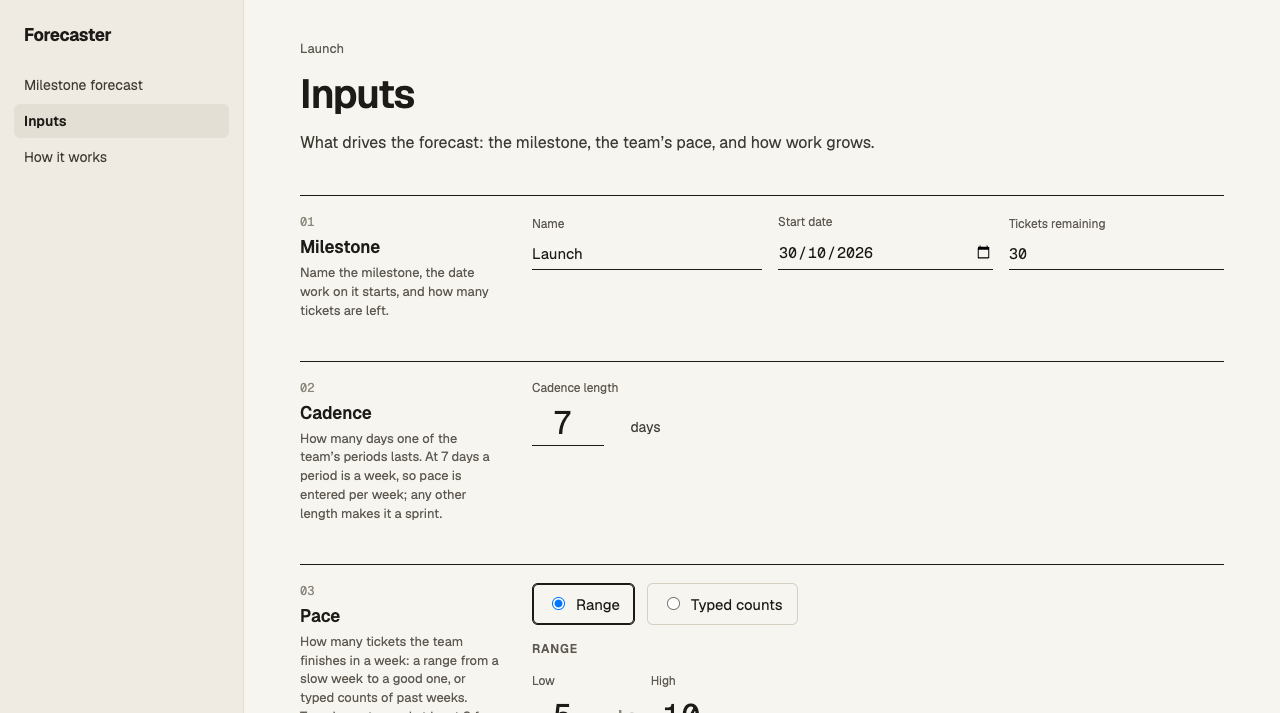 Forecaster
Milestone forecast
Inputs
How it works
Launch
Inputs
What drives the forecast: the milestone, the team’s pace, and how work grows.
01
Milestone
Name the milestone, the date
work on it starts, and how many
tickets are left.
Name
Launch
Start date
30/10/2026
Tickets remaining
30
02
Cadence
How many days one of the
team’s periods lasts. At 7 days a
period is a week, so pace is
entered per week; any other
length makes it a sprint.
Cadence length
7
days
03
Pace
How many tickets the team
finishes in a week: a range from a
slow week to a good one, or
typed counts of past weeks.
Range
Typed counts
RANGE
Low
High
5
10